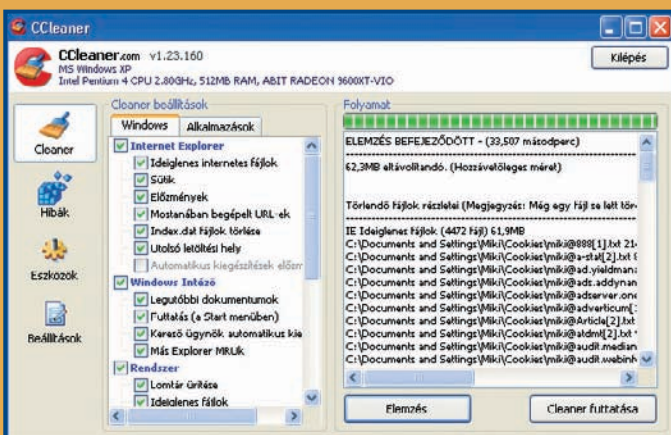 CCleaner
CCleaner.com v1.23.160
MS Windows XP
Intel Pentium 4 CPU 2.80GHz, 512MB RAM, ABIT RADEON 9600XT-VIO
Kilépés
Cleaner
Hibák
Eszközök
Beállítások
Cleaner beállítások
Windows
Alkalmazások
Internet Explorer
Ideiglenes internetes fájlok
Sütik
Előzmények
Mostanában begépelt URL-ek
Index.dat fájlok törlése
Utolsó letöltési hely
Automatikus kiegészítések előzm
Windows Intéző
Legutóbbi dokumentumok
Futtatás (a Start menüben)
Kereső ügynök automatikus kie
Más Explorer MRUk
Rendszer
Lomtár ürítése
Ideiglenes fájlok
Folyamat
ELEMZÉS BEFEJEZŐDÖTT - (33,507 másodperc)
62,3MB eltávolítandó. (Hozzávetőleges méret)
Törlendő fájlok részletei (Megjegyzés: Még egy fájl se lett tör
IE Ideiglenes fájlok (4472 fájl) 61,9MB
C:\Documents and Settings\Miki\Cookies\miki@888[1].txt 21
C:\Documents and Settings\Miki\Cookies\miki@a-stat[2].txt
C:\Documents and Settings\Miki\Cookies\miki@ad.yieldmana
C:\Documents and Settings\Miki\Cookies\miki@ads.addynan
C:\Documents and Settings\Miki\Cookies\miki@adserver.one
C:\Documents and Settings\Miki\Cookies\miki@adverticum[
C:\Documents and Settings\Miki\Cookies\miki@Article[2].txt
C:\Documents and Settings\Miki\Cookies\miki@atdmt[2].txt
C:\Documents and Settings\Miki\Cookies\miki@audit.median
C:\Documents and Settings\Miki\Cookies\miki@audit.webinf
Elemzés
Cleaner futtatása